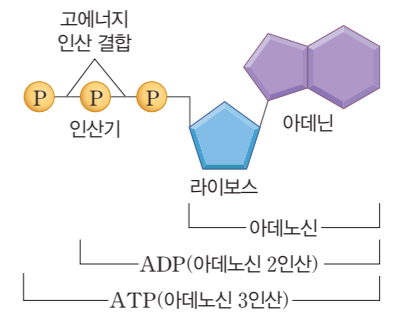 고에너지
인산 결합
P P P
인산기
아데닌
라이보스
아데노신
ADP(아데노신 2인산)
ATP(아데노신 3인산)